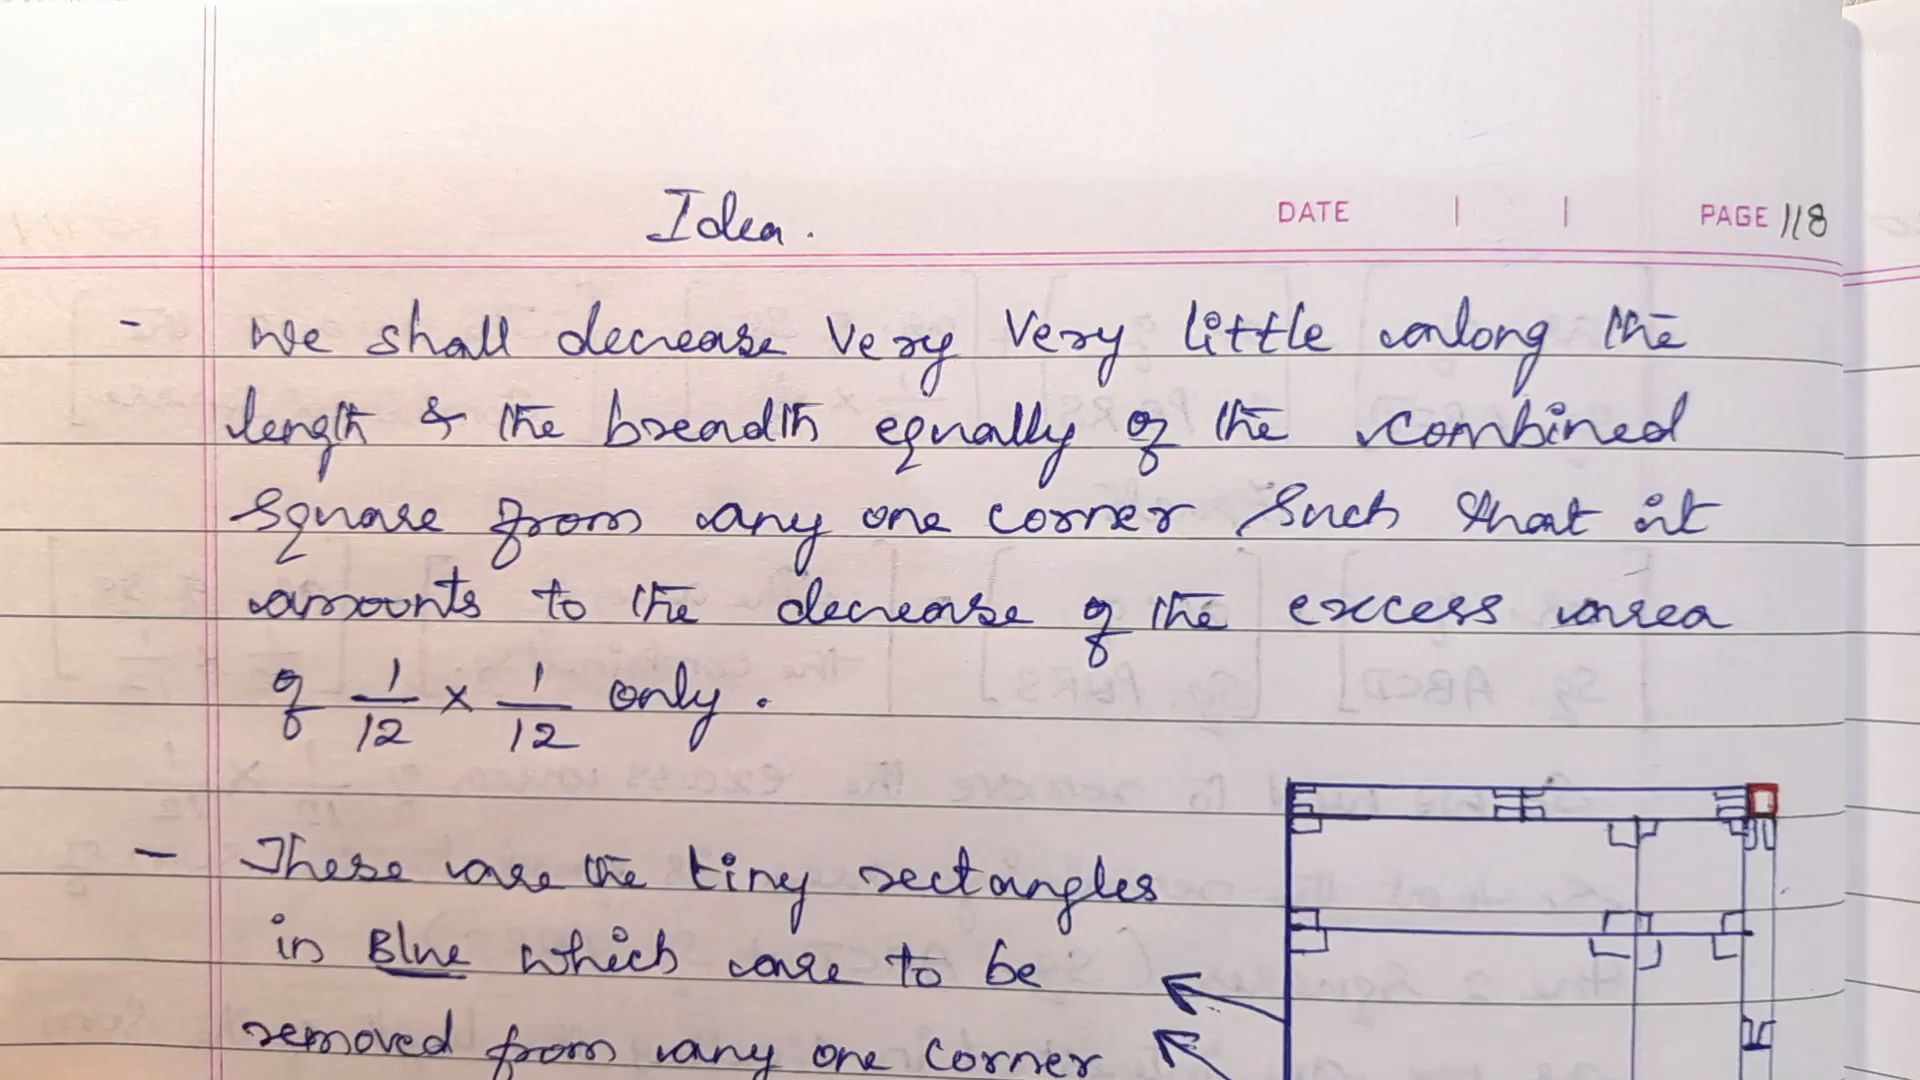 Idea.
DATE | | PAGE 118
- We shall decrease very very little along the
length & the breadth equally of the combined
square from any one corner such that it
amounts to the decrease of the excess area
of 1/12 × 1/12 only.
- These are the tiny rectangles
in Blue which are to be
removed from any one corner